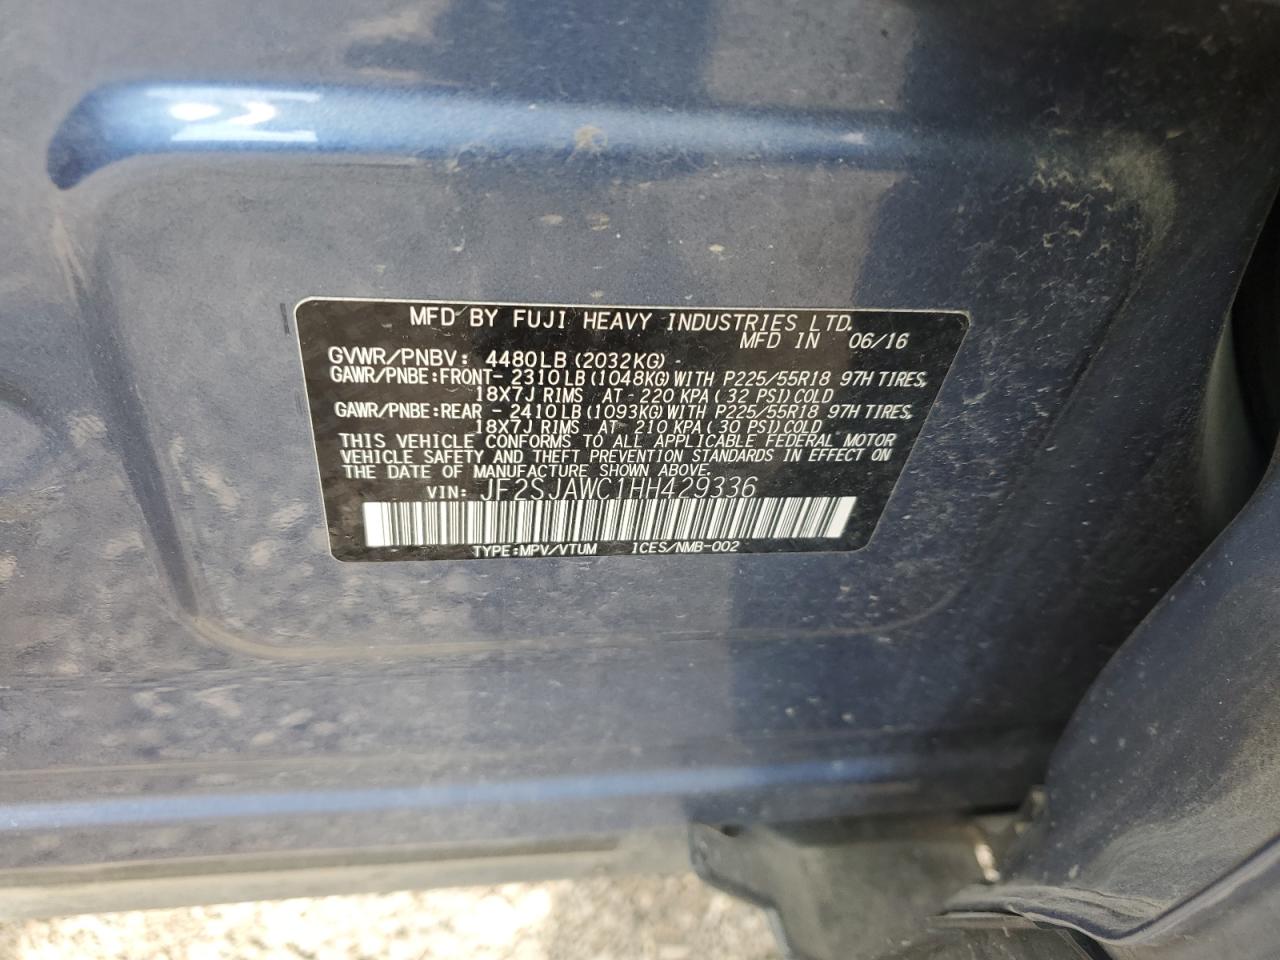 MFD BY FUJI HEAVY INDUSTRIES LTD.
MFD IN 06/16
GVWR/PNBV: 4480LB (2032KG)
GAWR/PNBE:FRONT- 2310LB (1048KG) WITH P225/55R18 97H TIRES,
18X7J RIMS AT 220 KPA (32 PSI) COLD
GAWR/PNBE:REAR - 2410LB (1093KG) WITH P225/55R18 97H TIRES,
18X7J RIMS AT 210 KPA (30 PSI) COLD
THIS VEHICLE CONFORMS TO ALL APPLICABLE FEDERAL MOTOR
VEHICLE SAFETY AND THEFT PREVENTION STANDARDS IN EFFECT ON
THE DATE OF MANUFACTURE SHOWN ABOVE.
VIN: JF2SJAWC1HH429336
TYPE:MPV/VTUM ICES/NMB-002